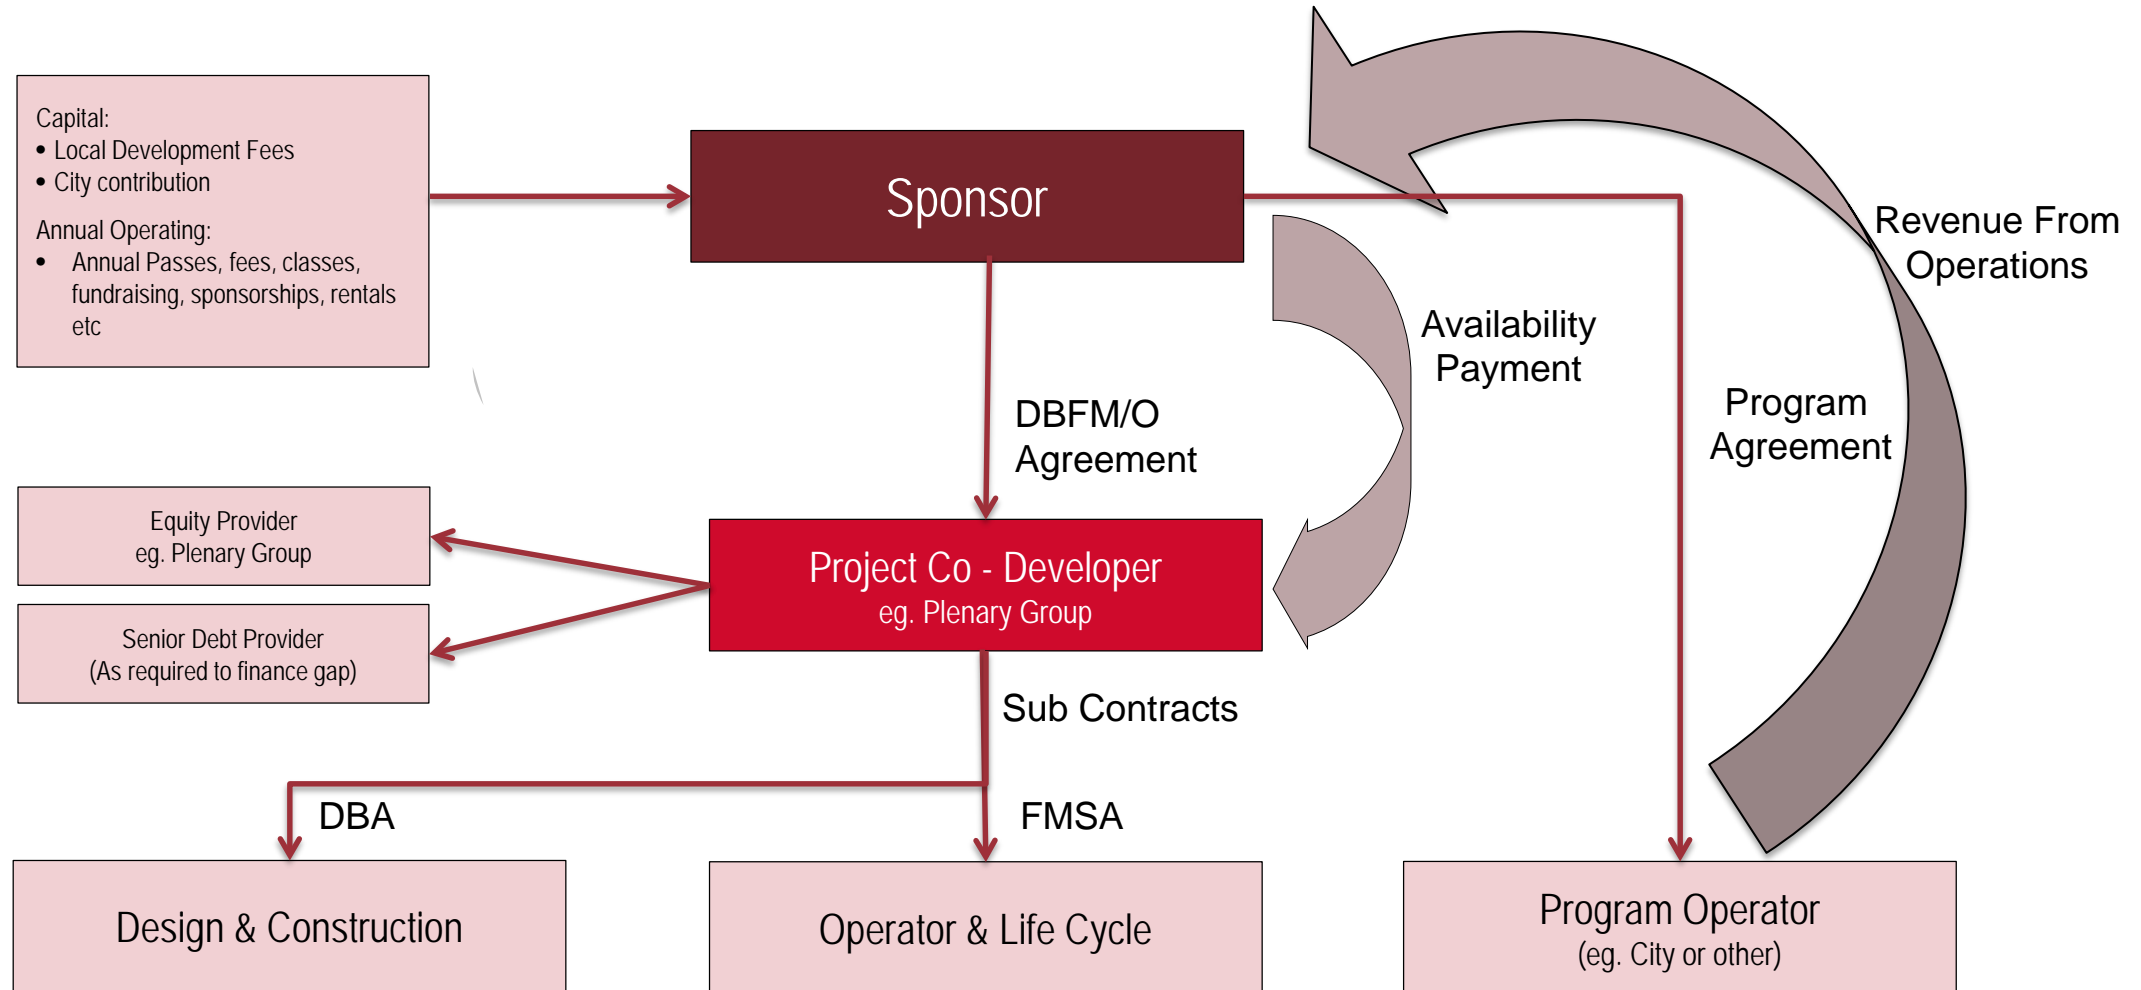 Capital:
• Local Development Fees
• City contribution
Annual Operating:
• Annual Passes, fees, classes,
fundraising, sponsorships, rentals
etc
Sponsor
Revenue From
Operations
Availability
Payment
DBFM/O
Agreement
Program
Agreement
Equity Provider
eg. Plenary Group
Project Co - Developer
eg. Plenary Group
Senior Debt Provider
(As required to finance gap)
Sub Contracts
DBA
FMSA
Design & Construction
Operator & Life Cycle
Program Operator
(eg. City or other)